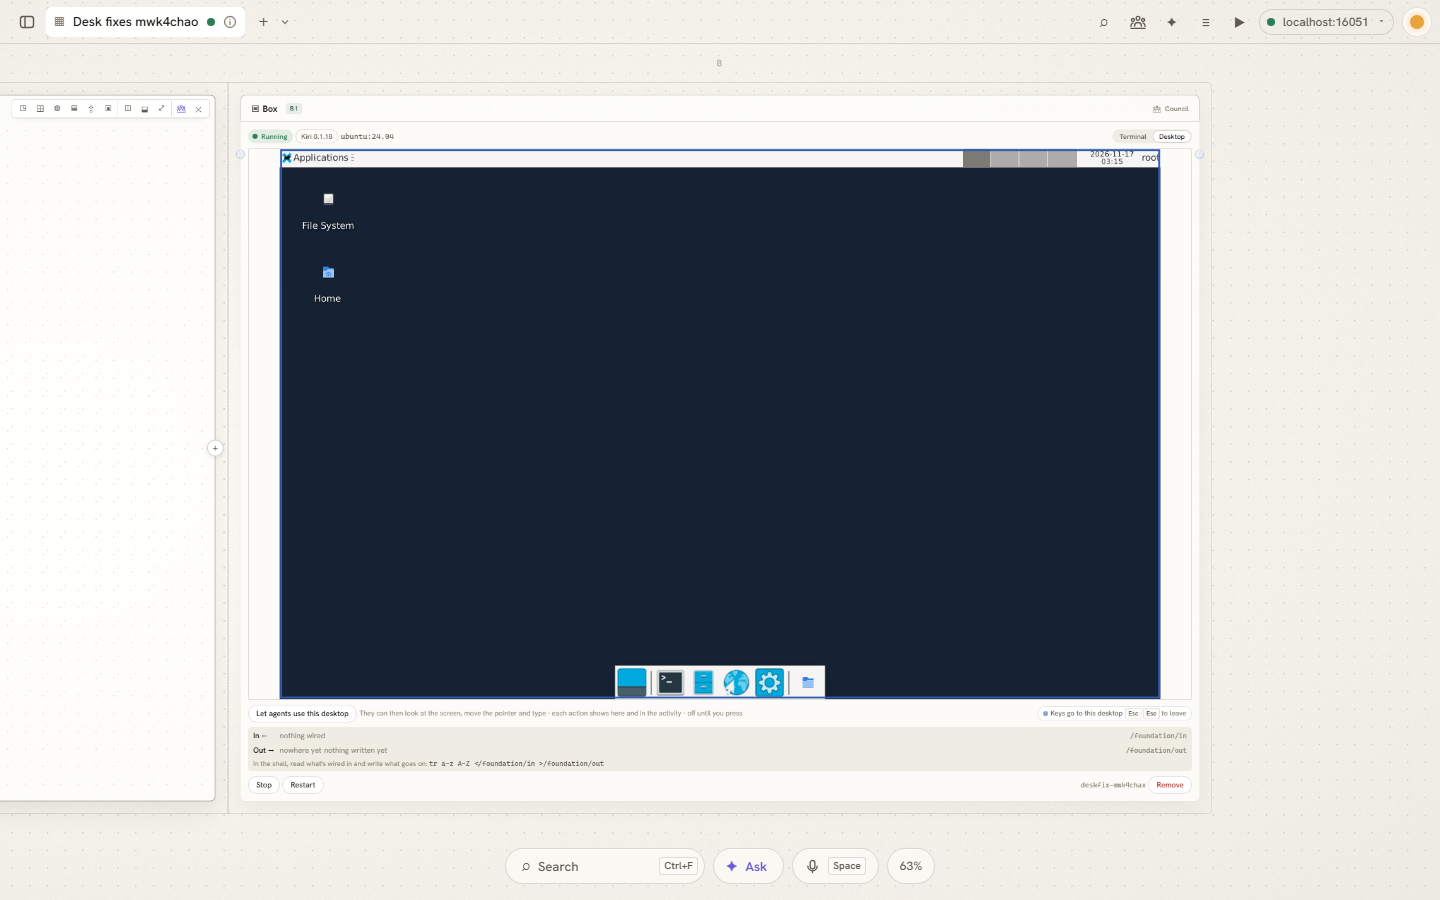 Desk fixes mwk4chao
localhost:16051
B
Box B1
Council
Running Kiri 0.1.18 ubuntu:24.04
Terminal Desktop
Applications
2026-11-17
03:15
root
File System
Home
Let agents use this desktop They can then look at the screen, move the pointer and type - each action shows here and in the activity - off until you press
Keys go to this desktop Esc Esc to leave
In ← nothing wired /foundation/in
Out → nowhere yet nothing written yet /foundation/out
In the shell, read what's wired in and write what goes on: tr a-z A-Z </foundation/in >/foundation/out
Stop Restart
Remove
Search Ctrl+F
Ask
Space
63%